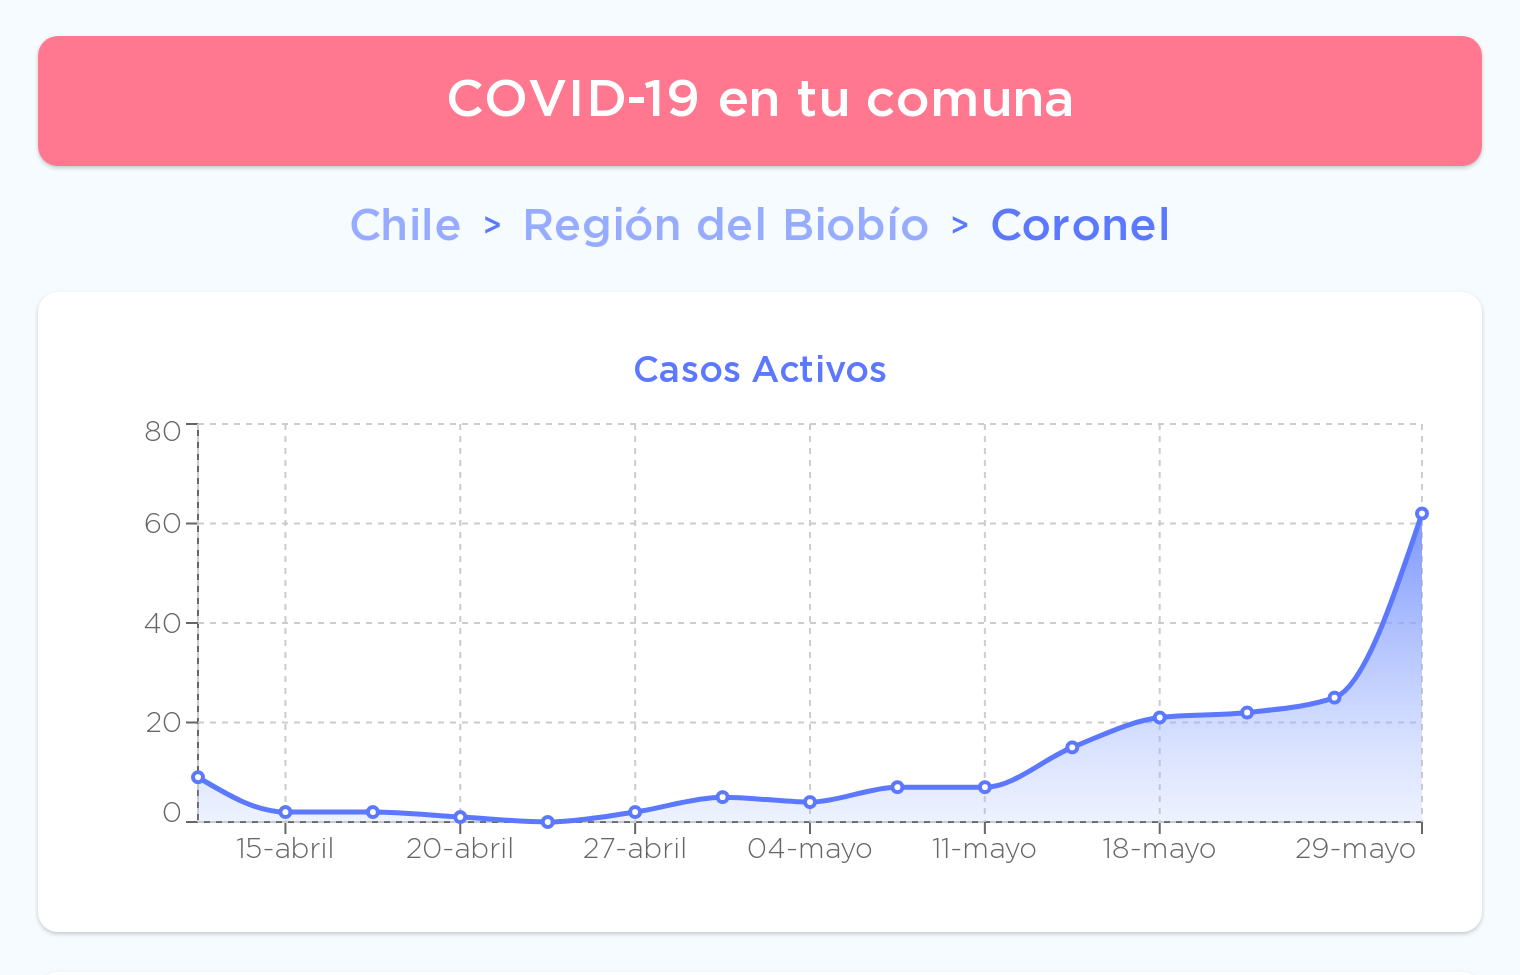 COVID-19 en tu comuna
Chile > Región del Biobío > Coronel
Casos Activos
80
60
40
20
0
15-abril 20-abril 27-abril 04-mayo 11-mayo 18-mayo 29-mayo